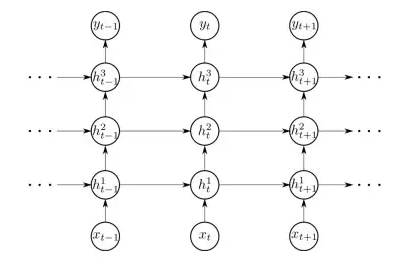 y_{t-1} y_t y_{t+1}
··· h^3_{t-1} h^3_t h^3_{t+1} ···
··· h^2_{t-1} h^2_t h^2_{t+1} ···
··· h^1_{t-1} h^1_t h^1_{t+1} ···
x_{t-1} x_t x_{t+1}